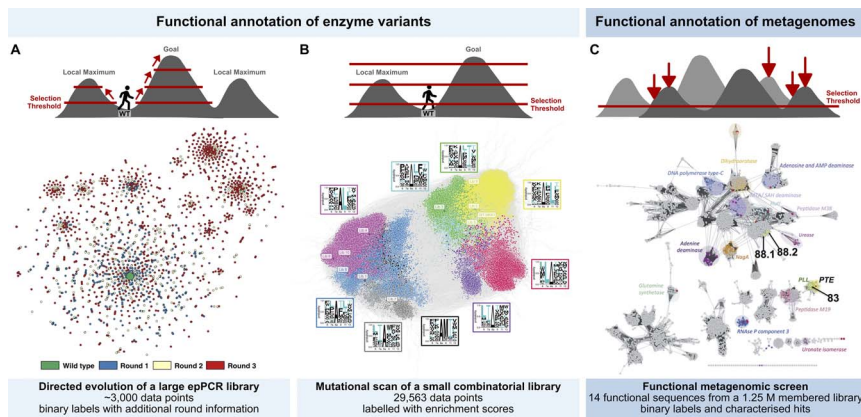 Functional annotation of enzyme variants
Functional annotation of metagenomes
A
Goal
Local Maximum
Local Maximum
Selection
Threshold
WT
Wild type
Round 1
Round 2
Round 3
Directed evolution of a large epPCR library
~3,000 data points
binary labels with additional round information
B
Goal
Local Maximum
Selection
Threshold
WT
Mutational scan of a small combinatorial library
29,563 data points
labelled with enrichment scores
C
Selection
Threshold
Dihydroorotase
DNA polymerase type-C
Adenosine and AMP deaminase
SAH deaminase
Peptidase M38
Urease
Adenine deaminase
NagA
88.1
88.2
PLL
PTE
83
Glutamine
synthetase
Peptidase M19
RNAse P component 3
Uronate isomerase
Functional metagenomic screen
14 functional sequences from a 1.25 M membered library
binary labels and characterised hits